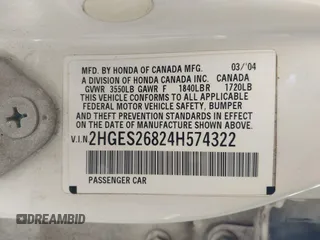 MFD. BY HONDA OF CANADA MFG. 03/'04
A DIVISION OF HONDA CANADA INC. CANADA
GVWR 3550LB GAWR F 1840LB R 1720LB
THIS VEHICLE CONFORMS TO ALL APPLICABLE
FEDERAL MOTOR VEHICLE SAFETY, BUMPER
AND THEFT PREVENTION STANDARDS IN EFFECT
ON THE DATE OF MANUFACTURE SHOWN ABOVE.
V.I.N. 2HGES26824H574322
PASSENGER CAR
DREAMBID